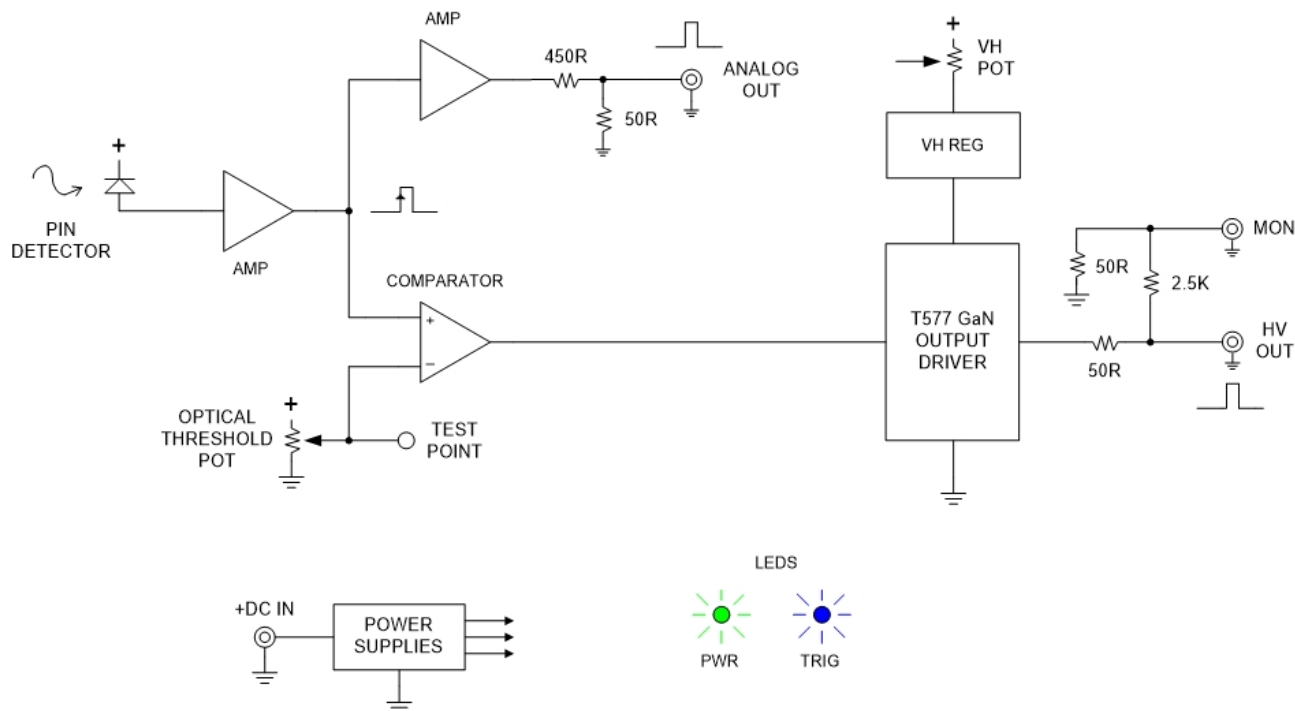 AMP
450R
ANALOG
OUT
50R
+
VH
POT
VH REG
+
PIN
DETECTOR
AMP
COMPARATOR
+
−
T577 GaN
OUTPUT
DRIVER
50R
2.5K
MON
50R
HV
OUT
+
OPTICAL
THRESHOLD
POT
TEST
POINT
LEDS
+DC IN
POWER
SUPPLIES
PWR
TRIG